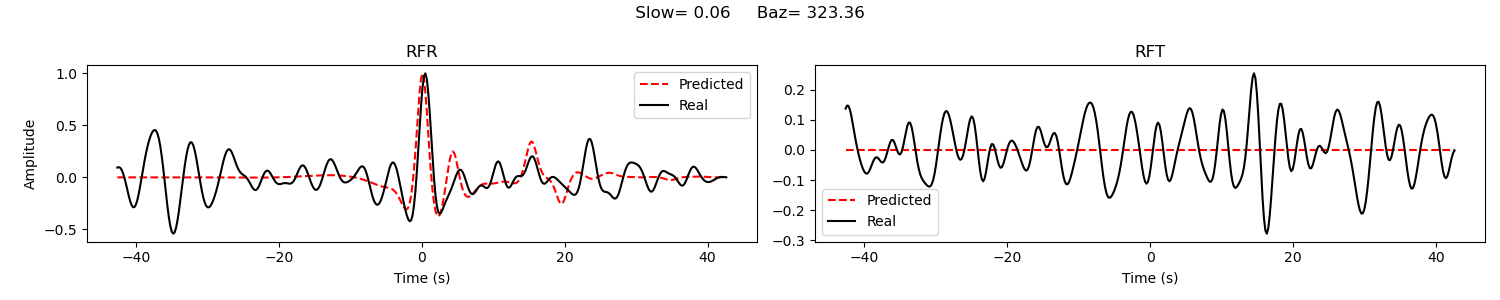 Slow= 0.06 Baz= 323.36
RFR
RFT
Amplitude
1.0
0.5
0.0
−0.5
−40
−20
0
20
40
Time (s)
Predicted
Real
0.2
0.1
0.0
−0.1
−0.2
−0.3
−40
−20
0
20
40
Time (s)
Predicted
Real